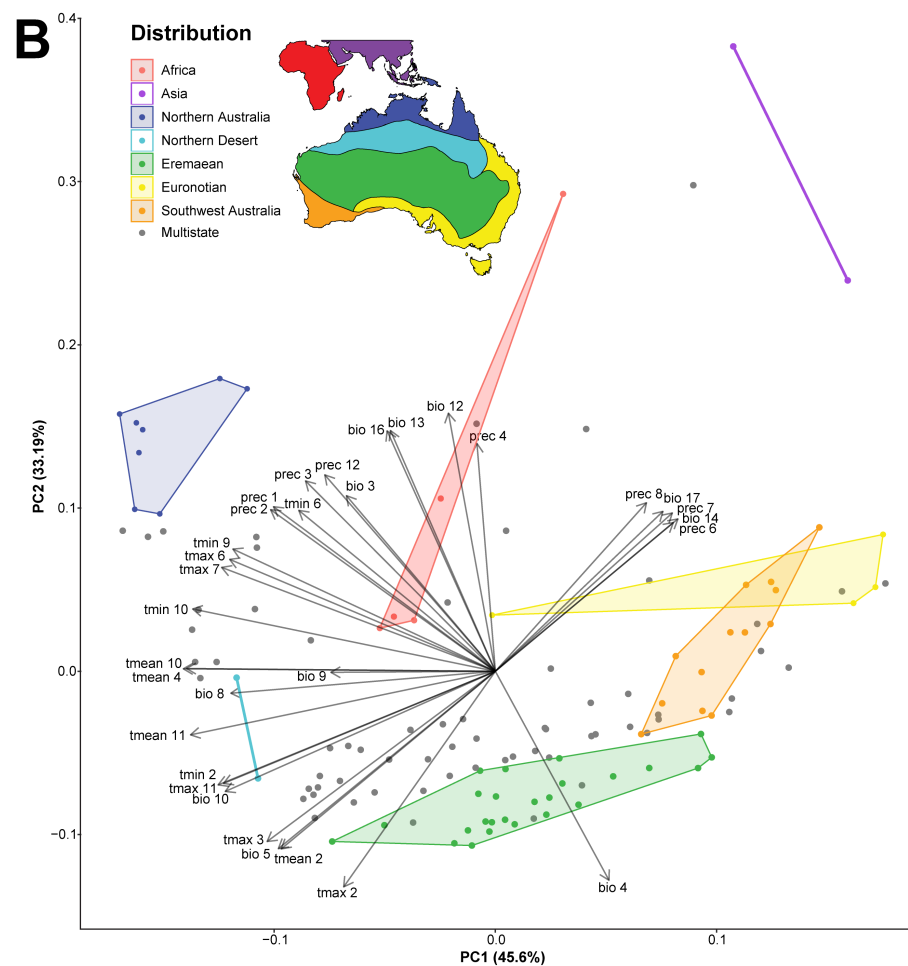 B
Distribution
Africa
Asia
Northern Australia
Northern Desert
Eremaean
Euronotian
Southwest Australia
Multistate
0.4
0.3
0.2
0.1
0.0
−0.1
PC2 (33.19%)
bio 12
bio 16
bio 13
prec 4
prec 12
prec 3
bio 3
prec 1
tmin 6
prec 2
prec 8
bio 17
prec 7
bio 14
prec 6
tmin 9
tmax 6
tmax 7
tmin 10
tmean 10
tmean 4
bio 9
bio 8
tmean 11
tmin 2
tmax 11
bio 10
tmax 3
bio 5
tmean 2
tmax 2
bio 4
−0.1
0.0
0.1
PC1 (45.6%)